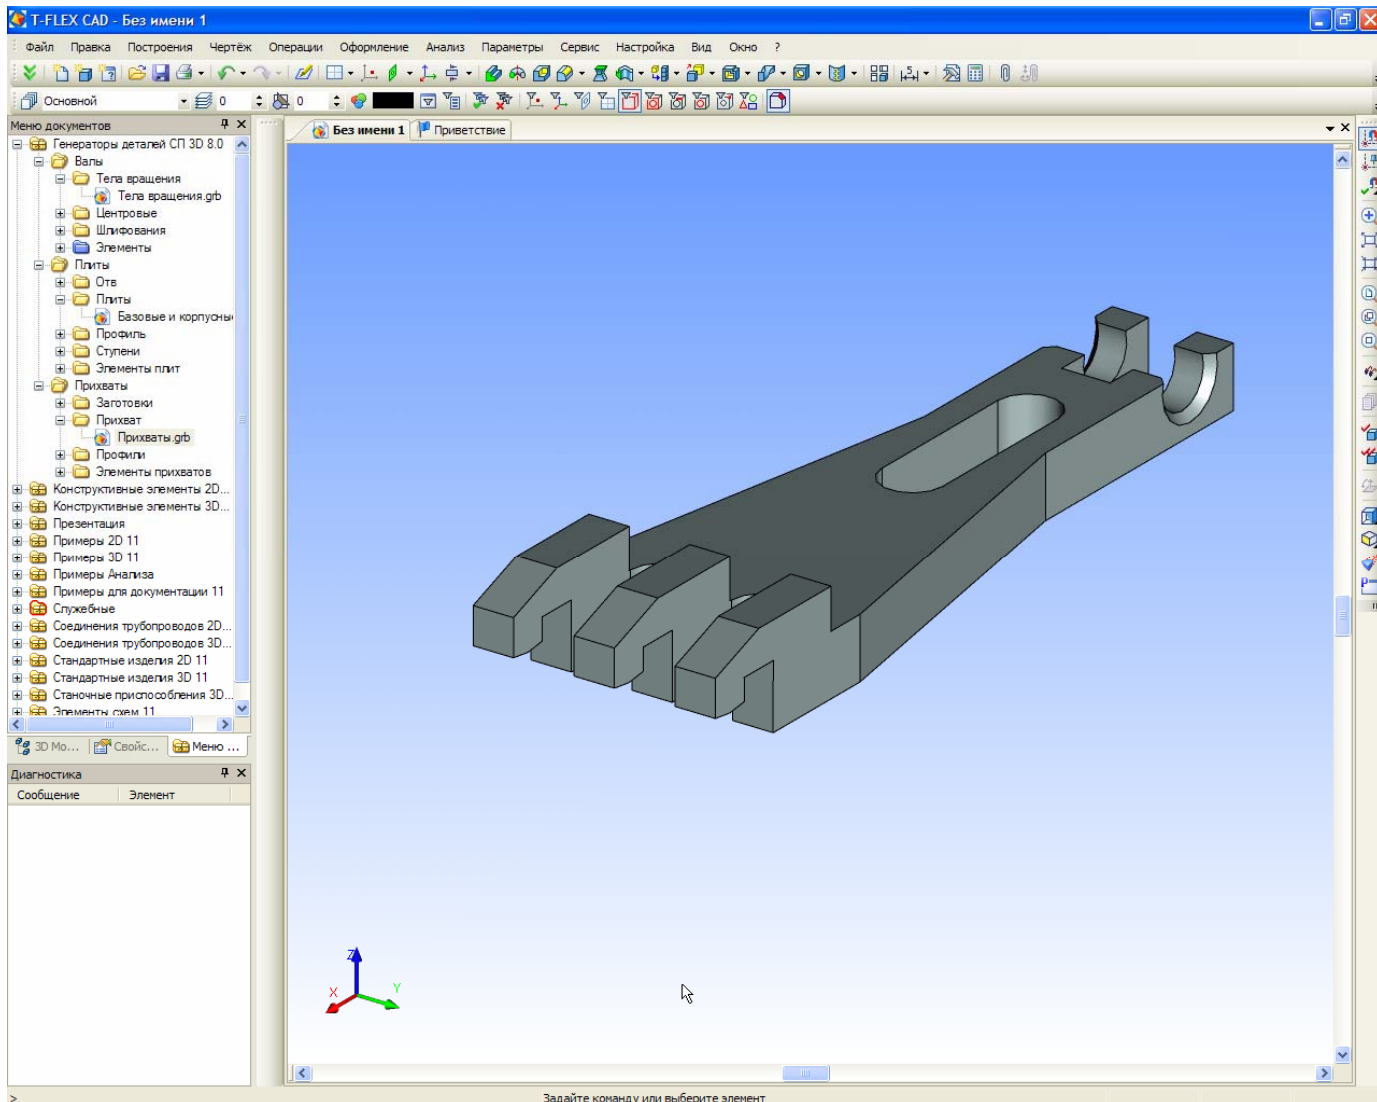 T-FLEX CAD - Без имени 1
Файл Правка Построения Чертёж Операции Оформление Анализ Параметры Сервис Настройка Вид Окно ?
Основной 0 0
Меню документов
Без имени 1 Приветствие
Генераторы деталей СП 3D 8.0
Валы
Тела вращения
Тела вращения.grb
Центровые
Шлифования
Элементы
Плиты
Отв
Плиты
Базовые и корпусны
Профиль
Ступени
Элементы плит
Прихваты
Заготовки
Прихват
Прихваты.grb
Профили
Элементы прихватов
Конструктивные элементы 2D...
Конструктивные элементы 3D...
Презентация
Примеры 2D 11
Примеры 3D 11
Примеры Анализа
Примеры для документации 11
Служебные
Соединения трубопроводов 2D...
Соединения трубопроводов 3D...
Стандартные изделия 2D 11
Стандартные изделия 3D 11
Станочные приспособления 3D...
Элементы схем 11
3D Мо... Свойс... Меню ...
Диагностика
Сообщение Элемент
Z
X Y
> Задайте команду или выберите элемент